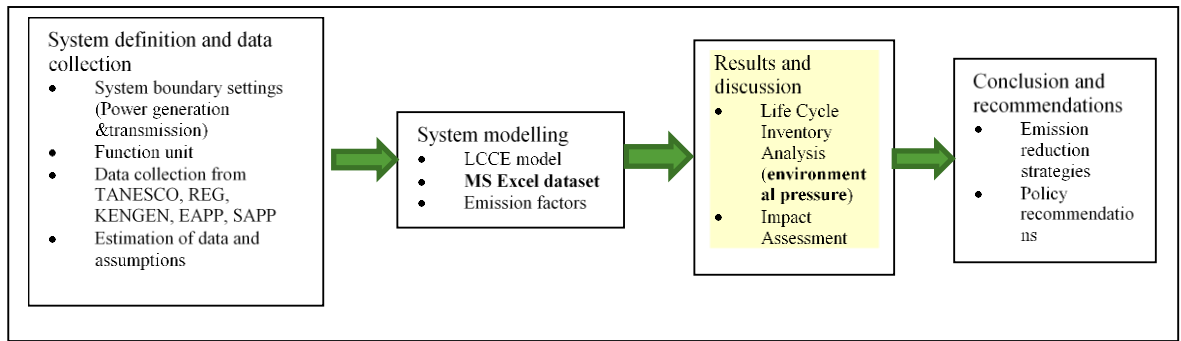 System definition and data
collection
• System boundary settings
(Power generation
&transmission)
• Function unit
• Data collection from
TANESCO, REG,
KENGEN, EAPP, SAPP
• Estimation of data and
assumptions
System modelling
• LCCE model
• MS Excel dataset
• Emission factors
Results and
discussion
• Life Cycle
Inventory
Analysis
(environment
al pressure)
• Impact
Assessment
Conclusion and
recommendations
• Emission
reduction
strategies
• Policy
recommendatio
ns